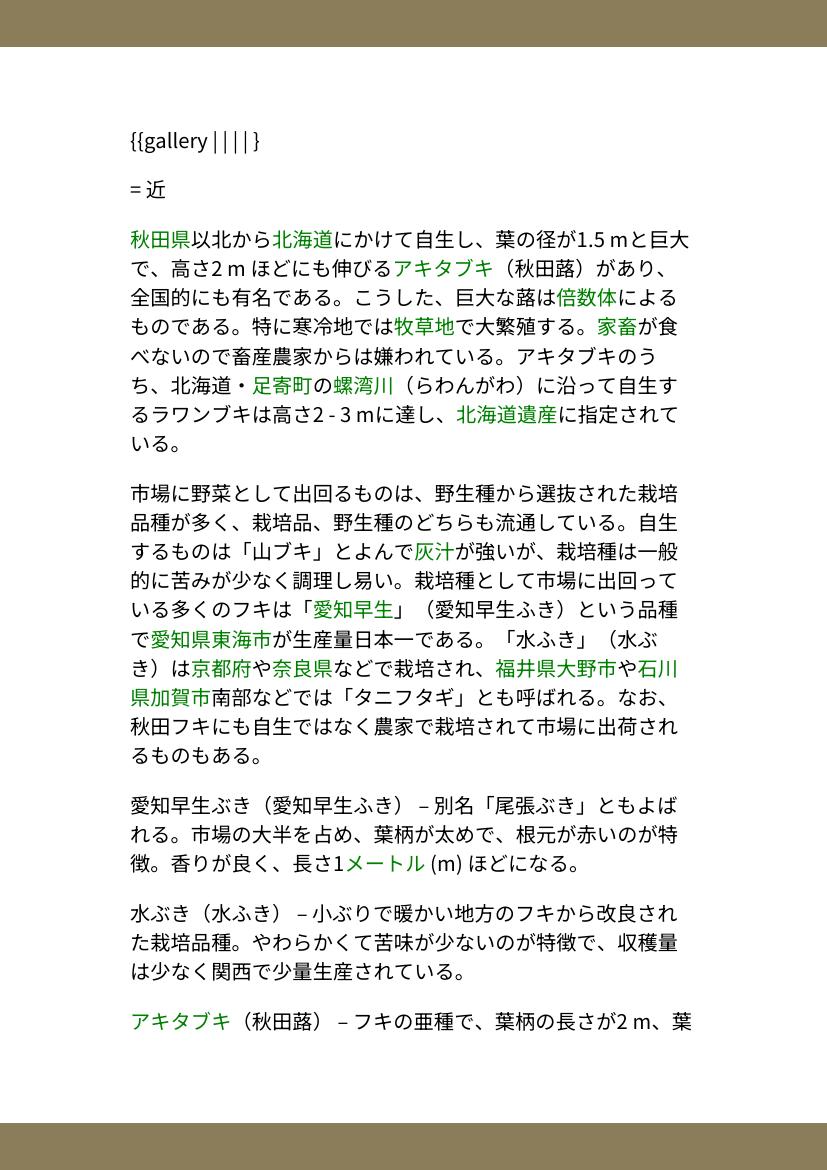 {{gallery | | | | }
= 近
秋田県以北から北海道にかけて自生し、葉の径が1.5 mと巨大
で、高さ2 m ほどにも伸びるアキタブキ（秋田蕗）があり、
全国的にも有名である。こうした、巨大な蕗は倍数体による
ものである。特に寒冷地では牧草地で大繁殖する。家畜が食
べないので畜産農家からは嫌われている。アキタブキのう
ち、北海道・足寄町の螺湾川（らわんがわ）に沿って自生す
るラワンブキは高さ2 - 3 mに達し、北海道遺産に指定されて
いる。
市場に野菜として出回るものは、野生種から選抜された栽培
品種が多く、栽培品、野生種のどちらも流通している。自生
するものは「山ブキ」とよんで灰汁が強いが、栽培種は一般
的に苦みが少なく調理し易い。栽培種として市場に出回って
いる多くのフキは「愛知早生」（愛知早生ふき）という品種
で愛知県東海市が生産量日本一である。「水ふき」（水ぶ
き）は京都府や奈良県などで栽培され、福井県大野市や石川
県加賀市南部などでは「タニフタギ」とも呼ばれる。なお、
秋田フキにも自生ではなく農家で栽培されて市場に出荷され
るものもある。
愛知早生ぶき（愛知早生ふき） – 別名「尾張ぶき」ともよば
れる。市場の大半を占め、葉柄が太めで、根元が赤いのが特
徴。香りが良く、長さ1メートル (m) ほどになる。
水ぶき（水ふき） – 小ぶりで暖かい地方のフキから改良され
た栽培品種。やわらかくて苦味が少ないのが特徴で、収穫量
は少なく関西で少量生産されている。
アキタブキ（秋田蕗） – フキの亜種で、葉柄の長さが2 m、葉